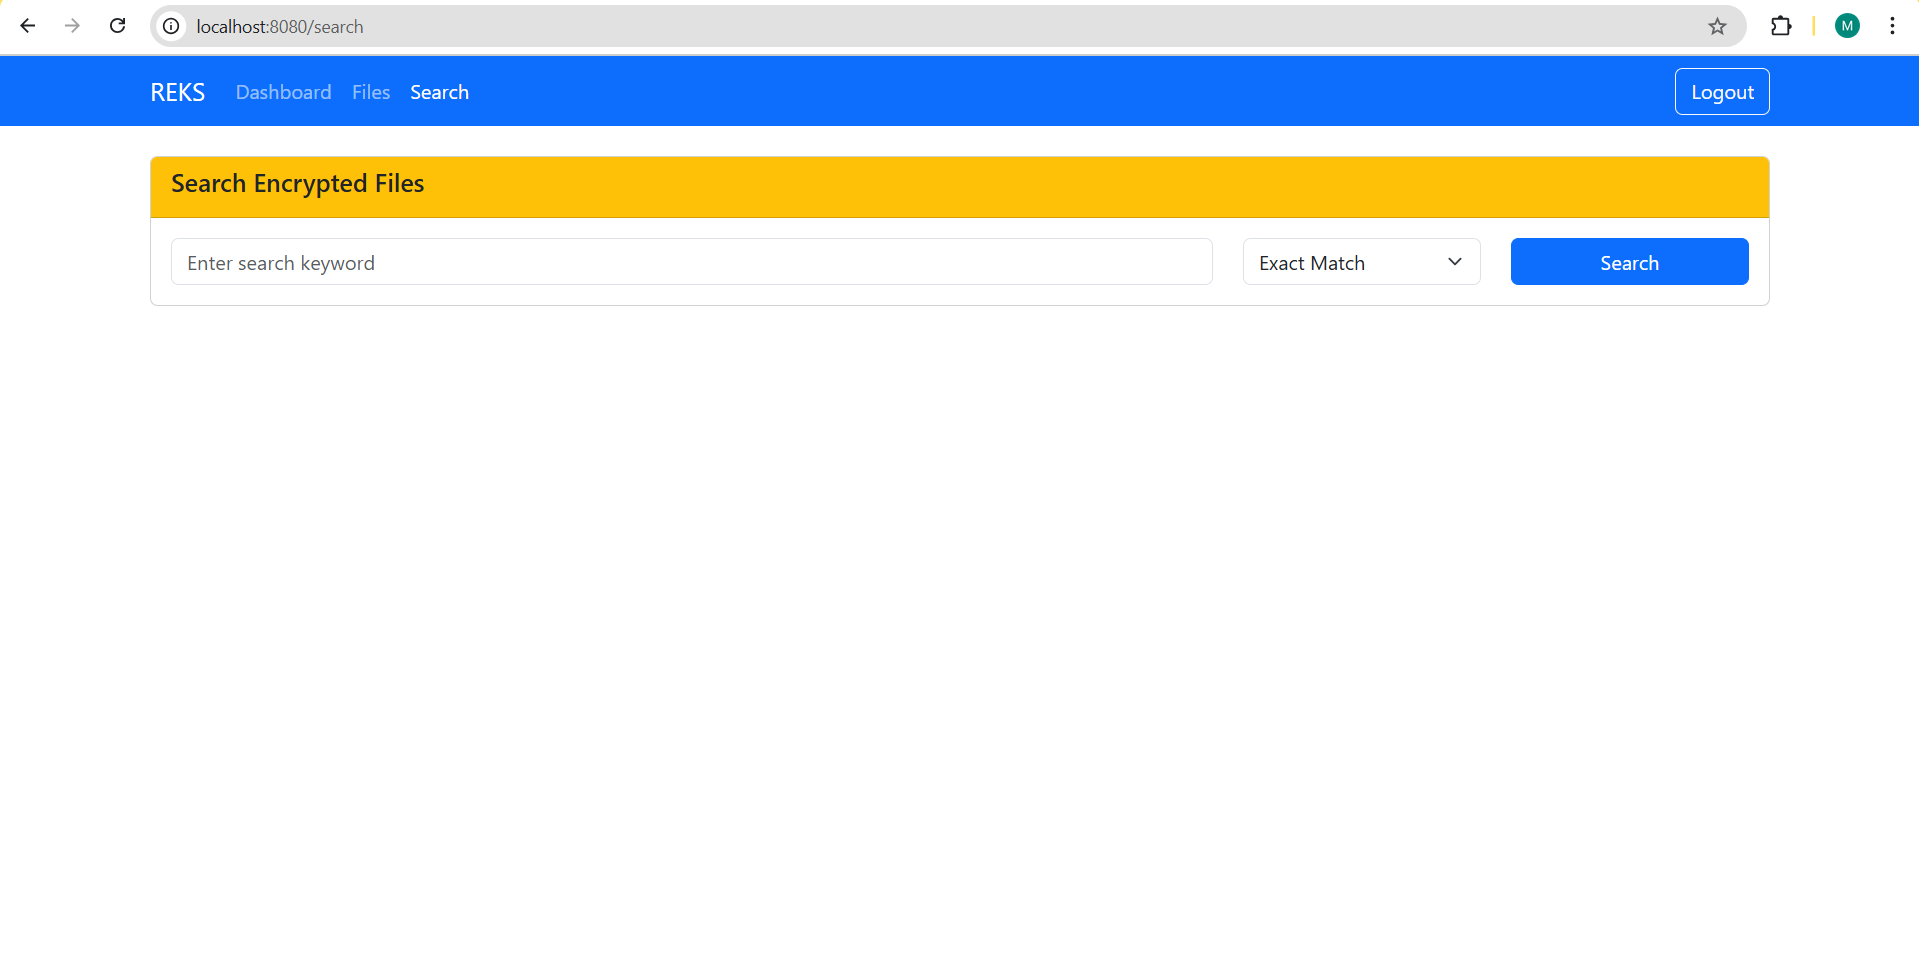 localhost:8080/search
M
REKS Dashboard Files Search Logout
Search Encrypted Files
Enter search keyword Exact Match Search